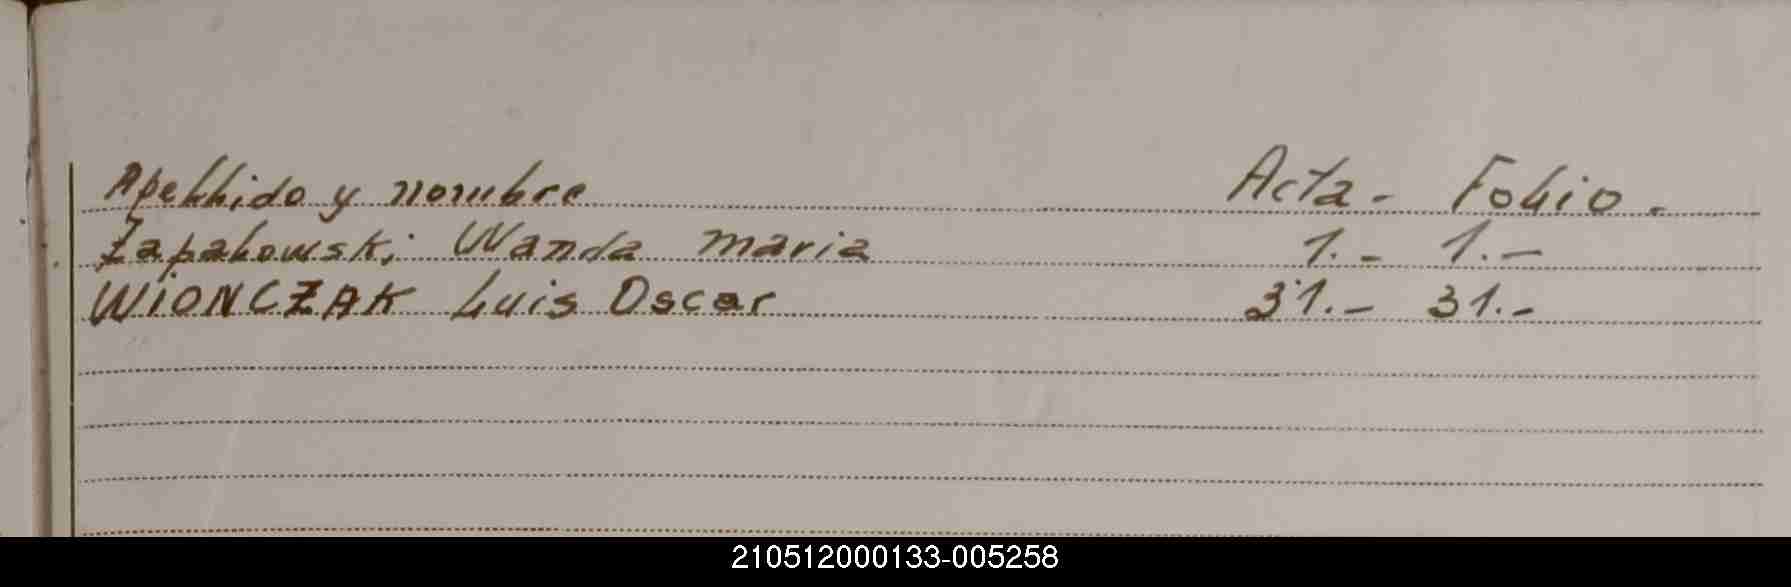 Apellido y nombre Acta - Folio.
Zapalowski Wanda maria 1.- 1.-
WIONCZAK Luis Oscar 31.- 31.-
210512000133-005258